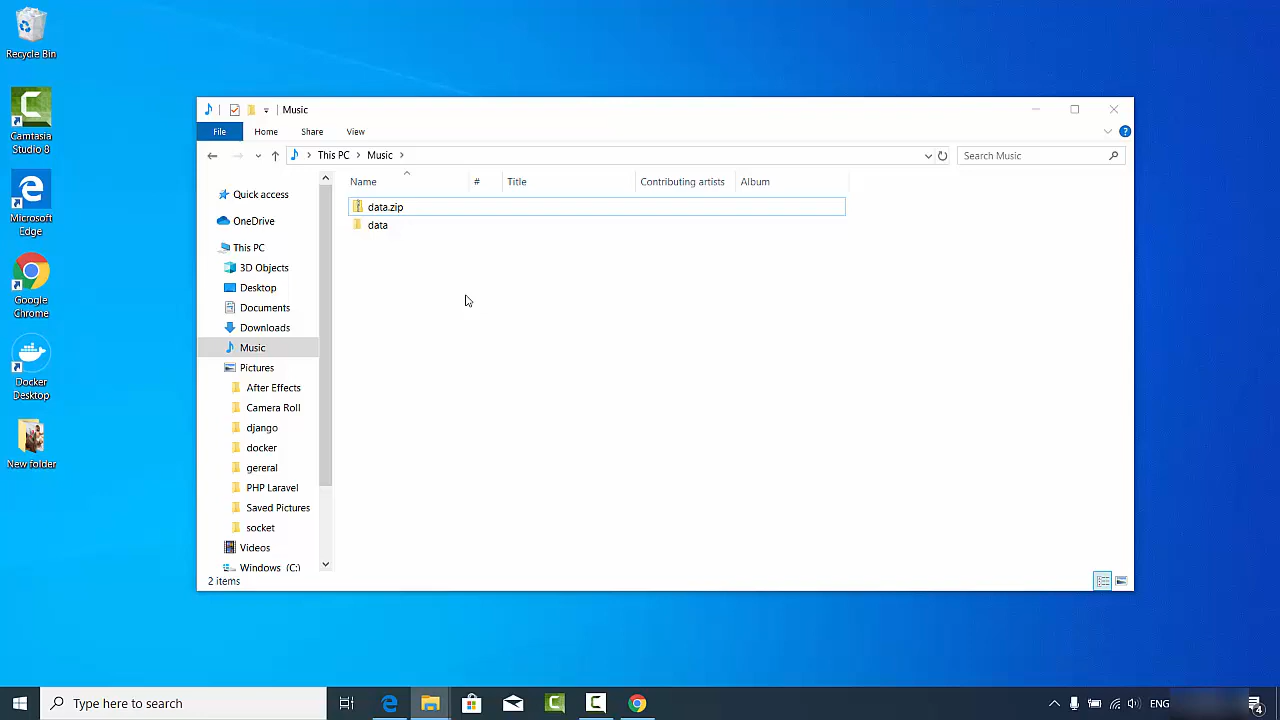 Recycle Bin
Camtasia
Studio 8
Microsoft
Edge
Google
Chrome
Docker
Desktop
New folder
Music
File
Home
Share
View
This PC
Music
Search Music
Quick access
OneDrive
This PC
3D Objects
Desktop
Documents
Downloads
Music
Pictures
After Effects
Camera Roll
django
docker
gereral
PHP Laravel
Saved Pictures
socket
Videos
Windows (C:)
Name
#
Title
Contributing artists
Album
data.zip
data
2 items
Type here to search
ENG
4